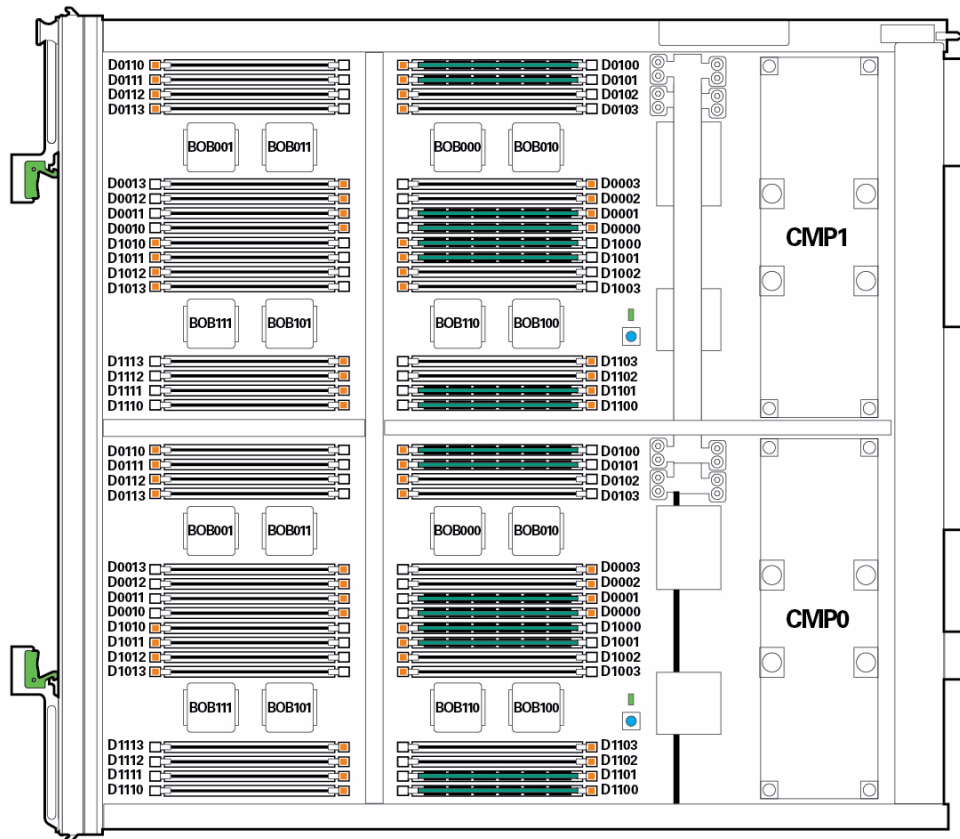 D0110 D0100
D0111 D0101
D0112 D0102
D0113 D0103
BOB001 BOB011 BOB000 BOB010
D0013 D0003
D0012 D0002
D0011 D0001
D0010 D0000
D1010 D1000
D1011 D1001
D1012 D1002
D1013 D1003
CMP1
BOB111 BOB101 BOB110 BOB100
D1113 D1103
D1112 D1102
D1111 D1101
D1110 D1100
D0110 D0100
D0111 D0101
D0112 D0102
D0113 D0103
BOB001 BOB011 BOB000 BOB010
D0013 D0003
D0012 D0002
D0011 D0001
D0010 D0000
D1010 D1000
D1011 D1001
D1012 D1002
D1013 D1003
CMP0
BOB111 BOB101 BOB110 BOB100
D1113 D1103
D1112 D1102
D1111 D1101
D1110 D1100